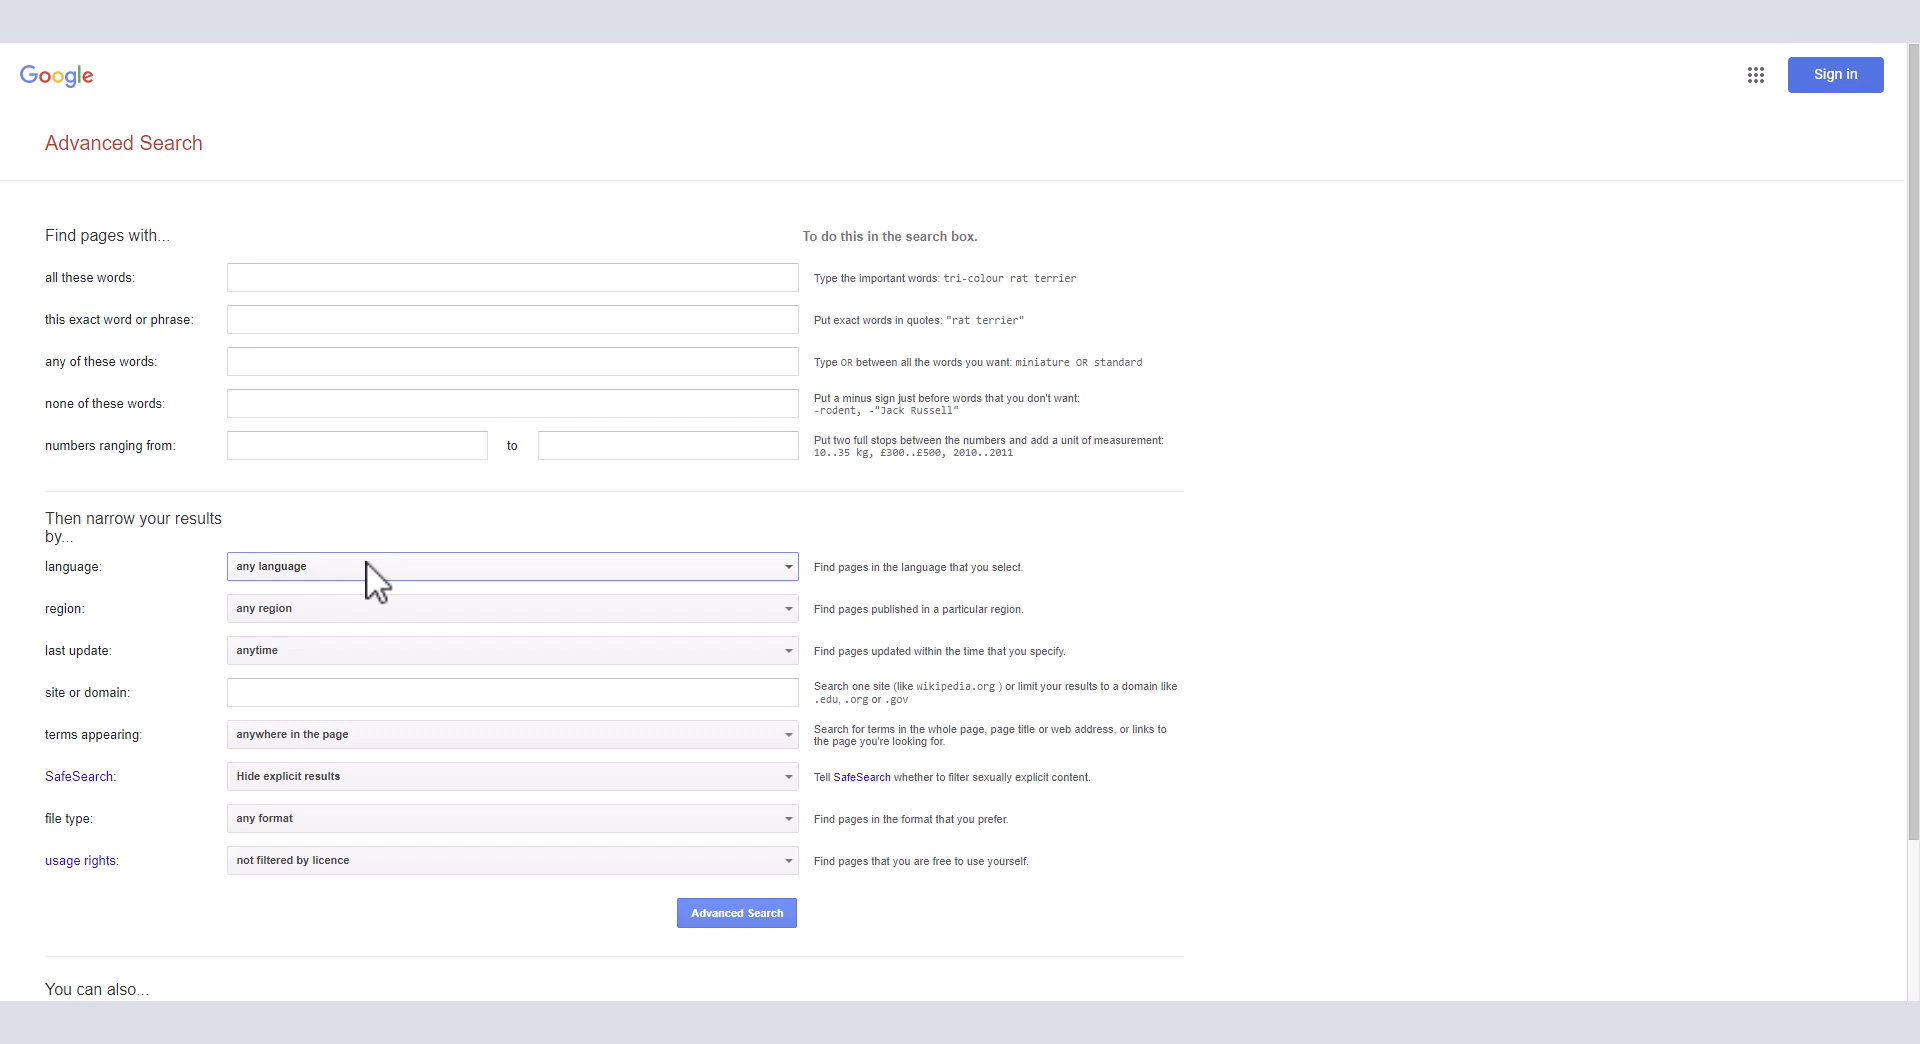 Google
Sign in
Advanced Search
Find pages with...
To do this in the search box.
all these words:
Type the important words: tri-colour rat terrier
this exact word or phrase:
Put exact words in quotes: "rat terrier"
any of these words:
Type OR between all the words you want: miniature OR standard
none of these words:
Put a minus sign just before words that you don't want:
-rodent, -"Jack Russell"
numbers ranging from:
to
Put two full stops between the numbers and add a unit of measurement:
10..35 kg, £300..£500, 2010..2011
Then narrow your results
by...
language:
any language
Find pages in the language that you select.
region:
any region
Find pages published in a particular region.
last update:
anytime
Find pages updated within the time that you specify.
site or domain:
Search one site (like wikipedia.org ) or limit your results to a domain like
.edu, .org or .gov
terms appearing:
anywhere in the page
Search for terms in the whole page, page title or web address, or links to
the page you're looking for.
SafeSearch:
Hide explicit results
Tell SafeSearch whether to filter sexually explicit content.
file type:
any format
Find pages in the format that you prefer.
usage rights:
not filtered by licence
Find pages that you are free to use yourself.
Advanced Search
You can also...